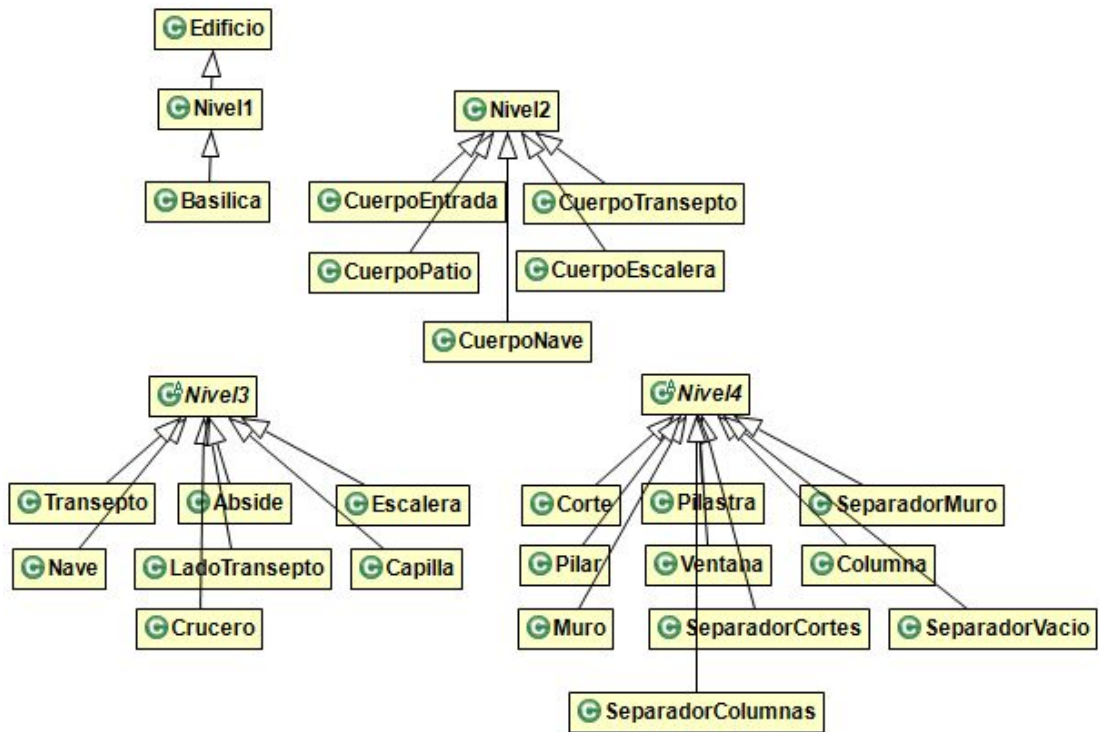 Edificio
Nivel1
Basilica
Nivel2
CuerpoEntrada
CuerpoTransepto
CuerpoPatio
CuerpoEscalera
CuerpoNave
Nivel3
Transepto
Abside
Escalera
Nave
LadoTransepto
Capilla
Crucero
Nivel4
Corte
Pilastra
SeparadorMuro
Pilar
Ventana
Columna
Muro
SeparadorCortes
SeparadorVacio
SeparadorColumnas